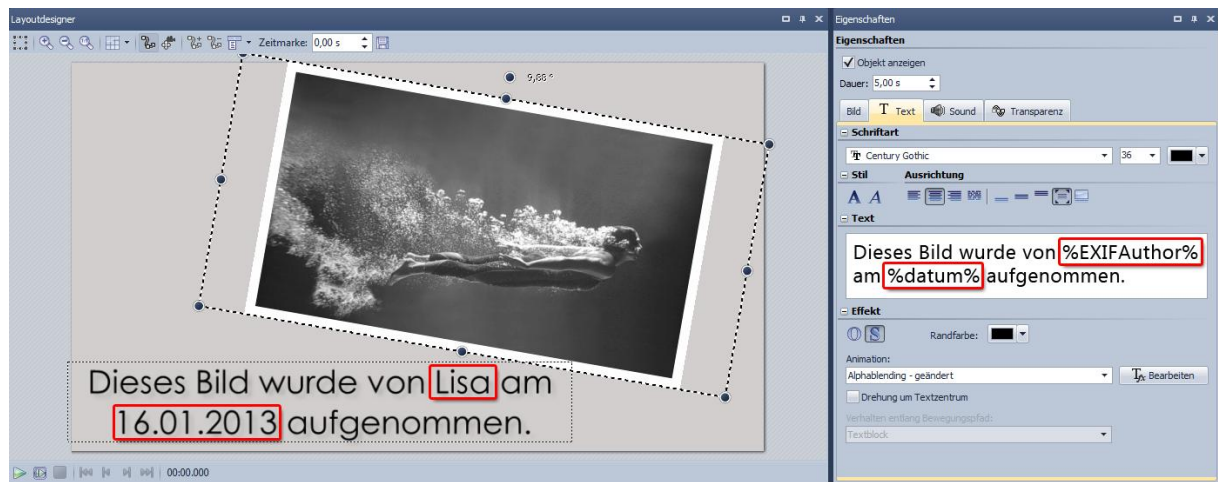 Layoutdesigner
Zeitmarke: 0,00 s
9,88 °
Dieses Bild wurde von Lisa am
16.01.2013 aufgenommen.
00:00.000
Eigenschaften
Eigenschaften
Objekt anzeigen
Dauer: 5,00 s
Bild T Text Sound Transparenz
Schriftart
Century Gothic 36
Stil Ausrichtung
A A
Text
Dieses Bild wurde von %EXIFAuthor%
am %datum% aufgenommen.
Effekt
O S Randfarbe:
Animation:
Alphablending - geändert Bearbeiten
Drehung um Textzentrum
Verhalten entlang Bewegungspfad:
Textblock